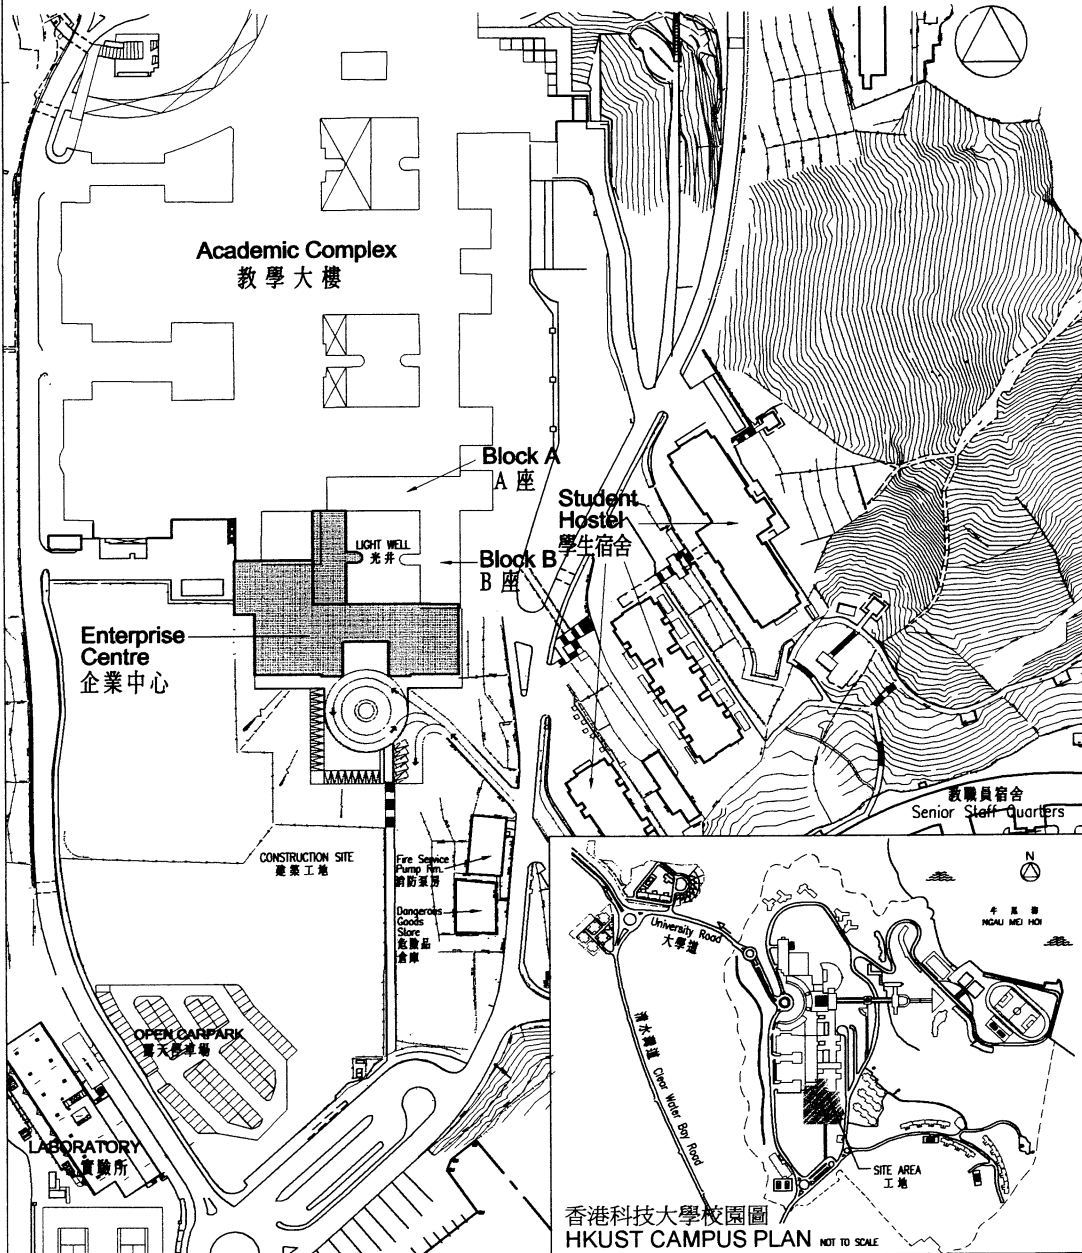 Academic Complex
教學大樓
Block A
A 座
Student
Hostel
學生宿舍
LIGHT WELL
光井
Block B
B 座
Enterprise
Centre
企業中心
教職員宿舍
Senior Staff Quarters
CONSTRUCTION SITE
建築工地
Fire Service
Pump Rm.
消防泵房
Dangerous
Goods
Store
危險品
倉庫
OPEN CARPARK
露天停車場
LABORATORY
實驗所
N
牛尾海
NGAU MEI HOI
University Road
大學道
清水灣道 Clear Water Bay Road
SITE AREA
工地
香港科技大學校園圖
HKUST CAMPUS PLAN NOT TO SCALE